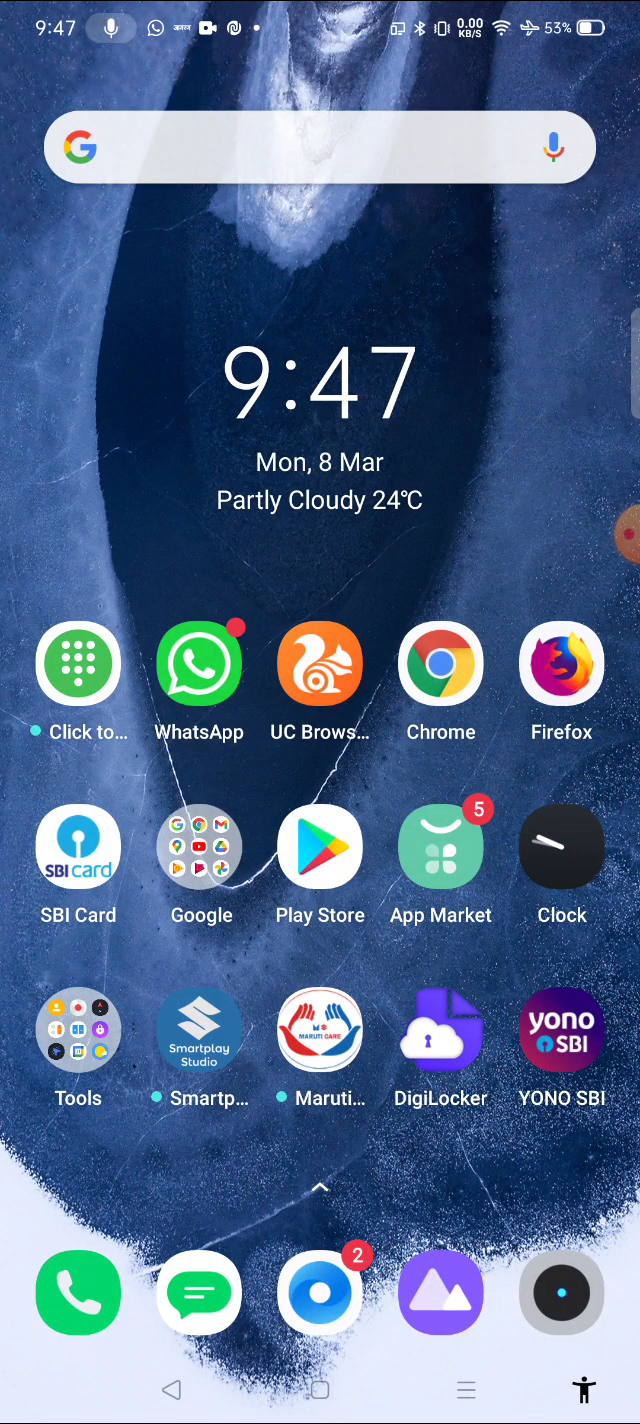 9:47
0.00
KB/S
53%
9:47
Mon, 8 Mar
Partly Cloudy 24℃
Click to...
WhatsApp
UC Brows...
Chrome
Firefox
5
SBI card
SBI Card
Google
Play Store
App Market
Clock
Smartplay
Studio
MARUTI CARE
yono
SBI
Tools
Smartp...
Maruti...
DigiLocker
YONO SBI
2